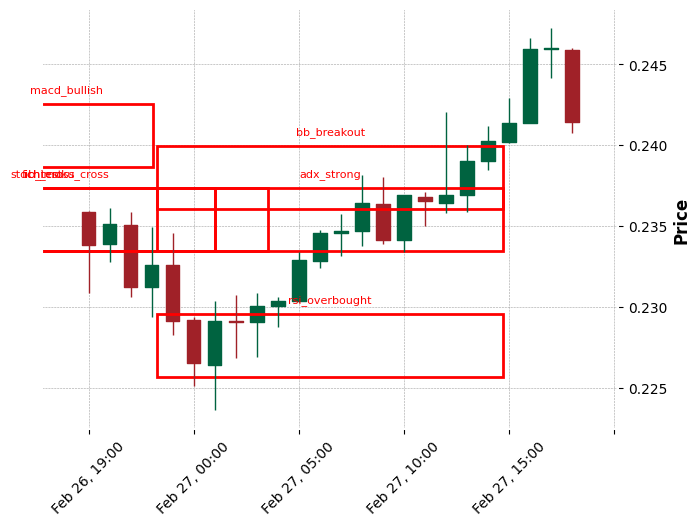 macd_bullish
bb_breakout
adx_strong
rsi_overbought
0.245
0.240
0.235
0.230
0.225
Price
Feb 26, 19:00
Feb 27, 00:00
Feb 27, 05:00
Feb 27, 10:00
Feb 27, 15:00